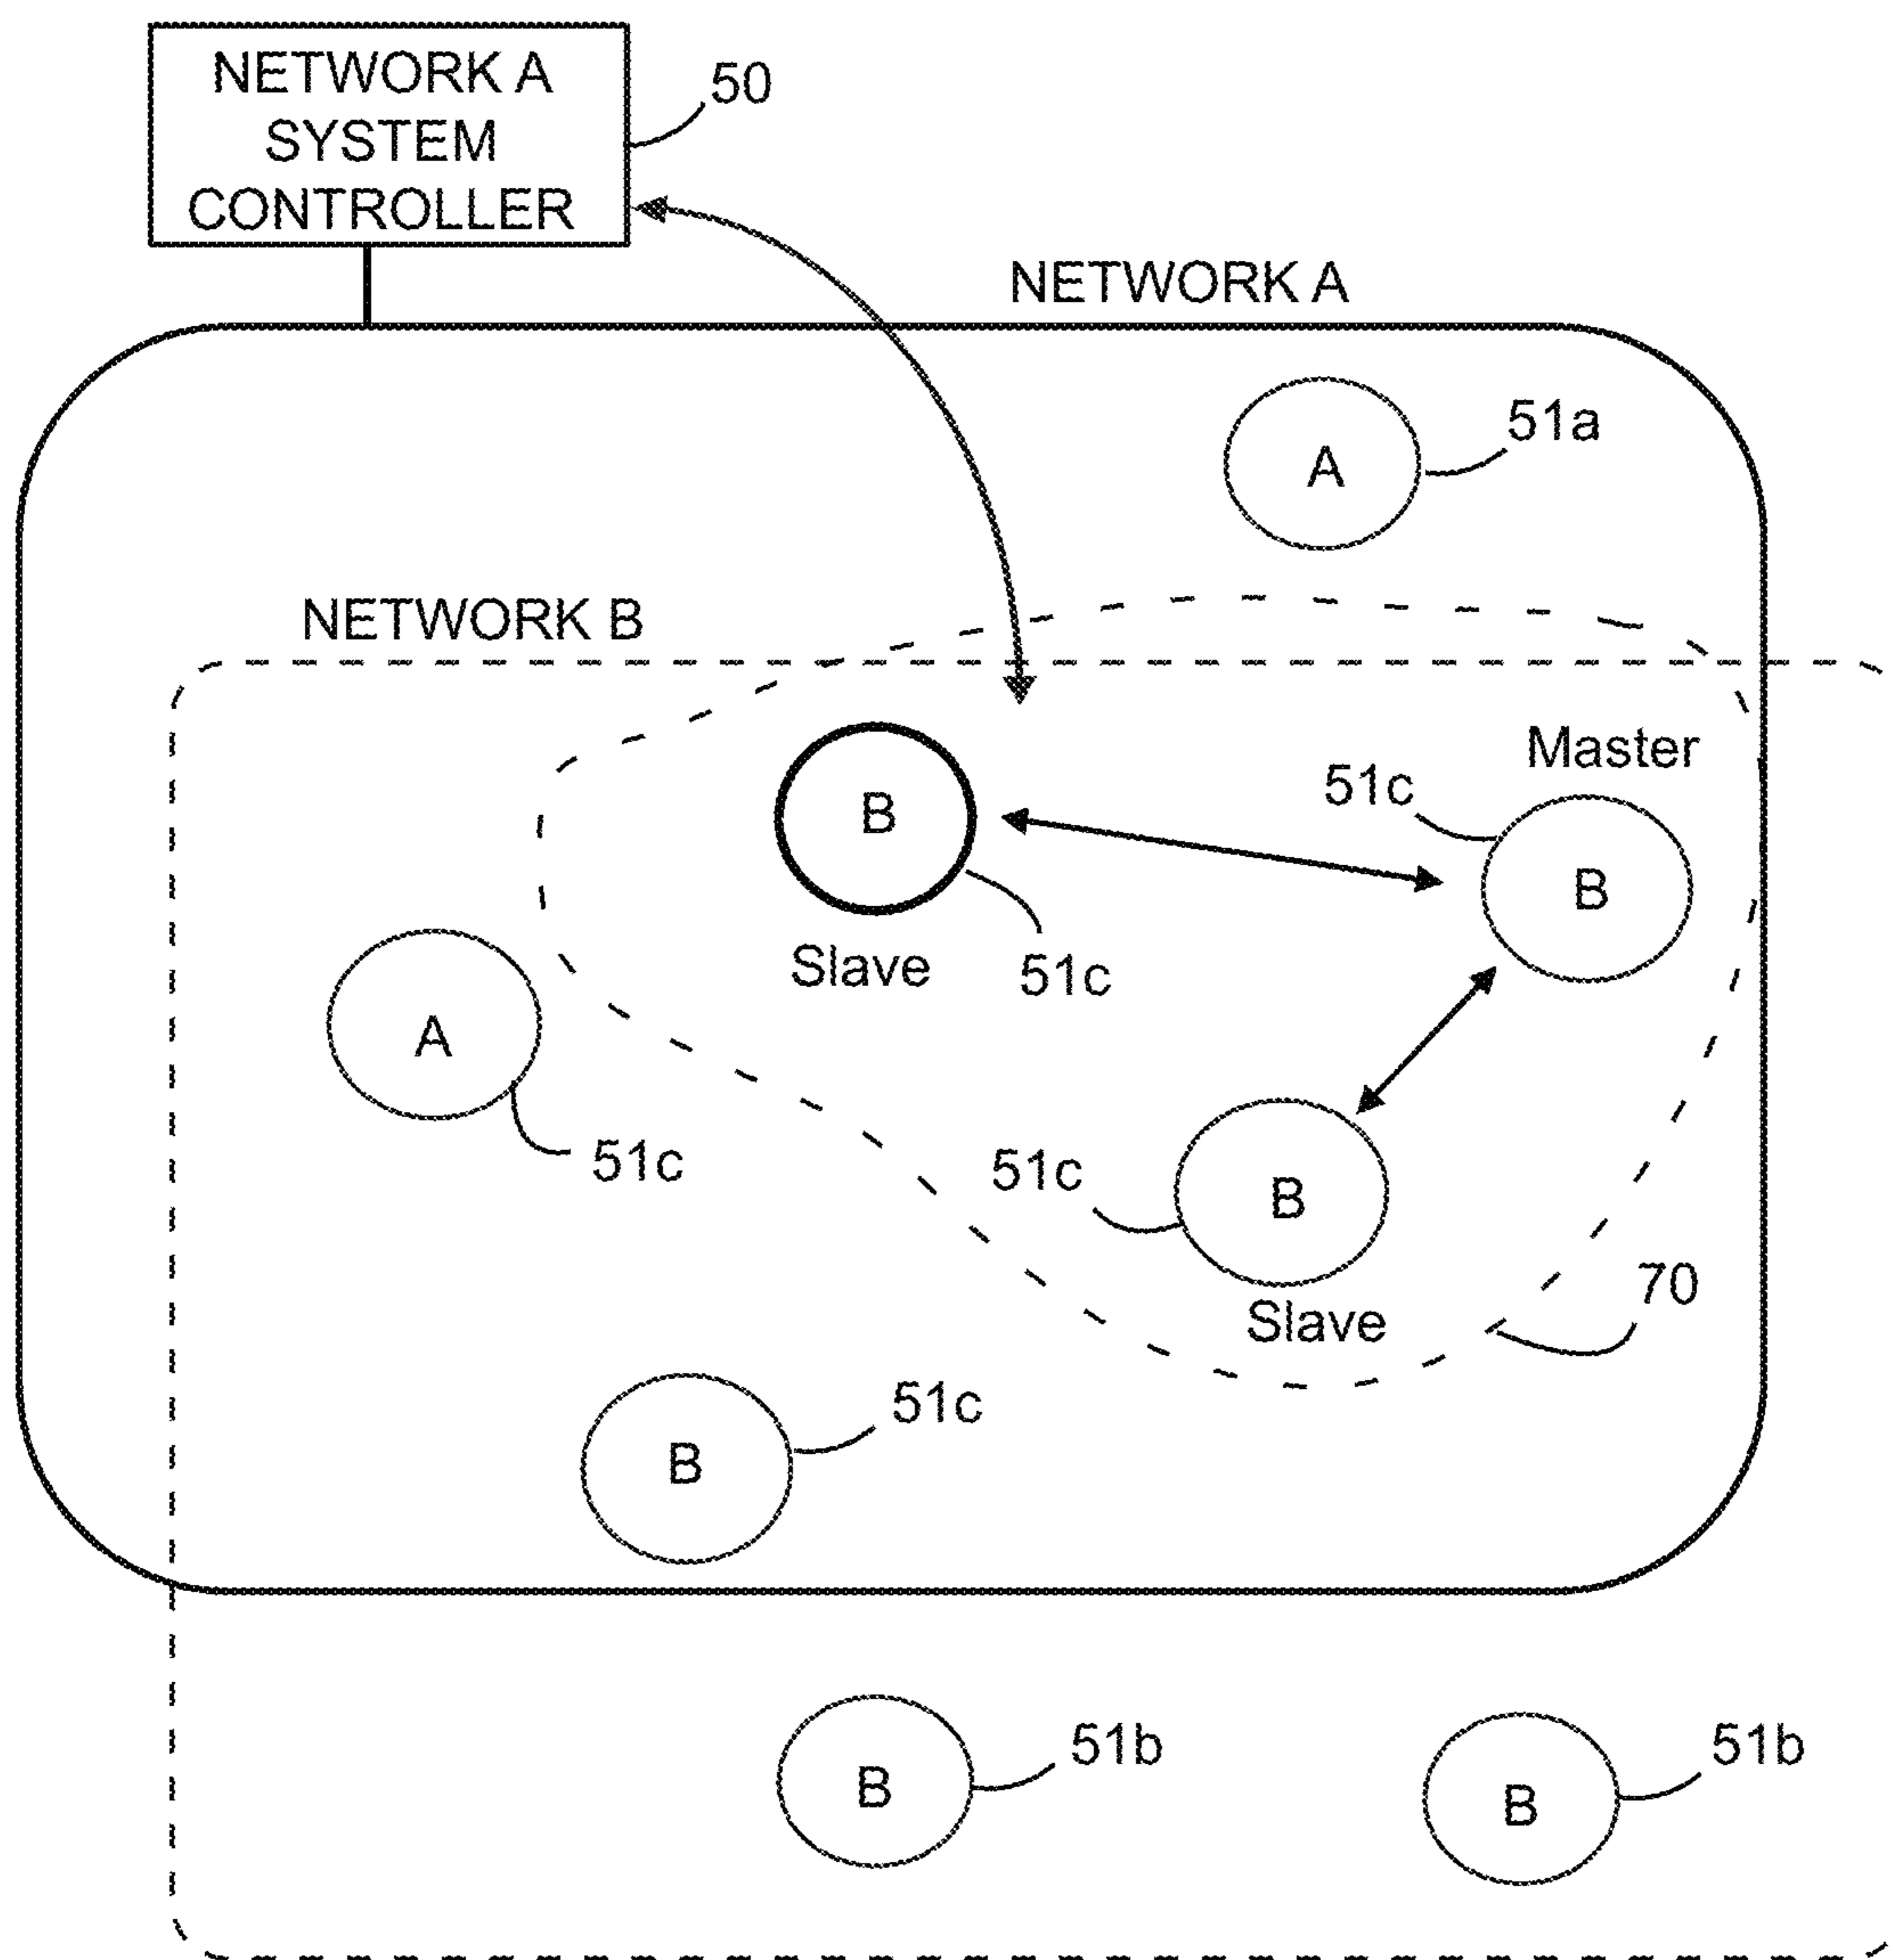 NETWORK A
SYSTEM
CONTROLLER
50
NETWORK A
51a
A
NETWORK B
Master
51c
B
B
Slave
51c
A
51c
51c
B
Slave
70
51c
B
51b
B
51b
B